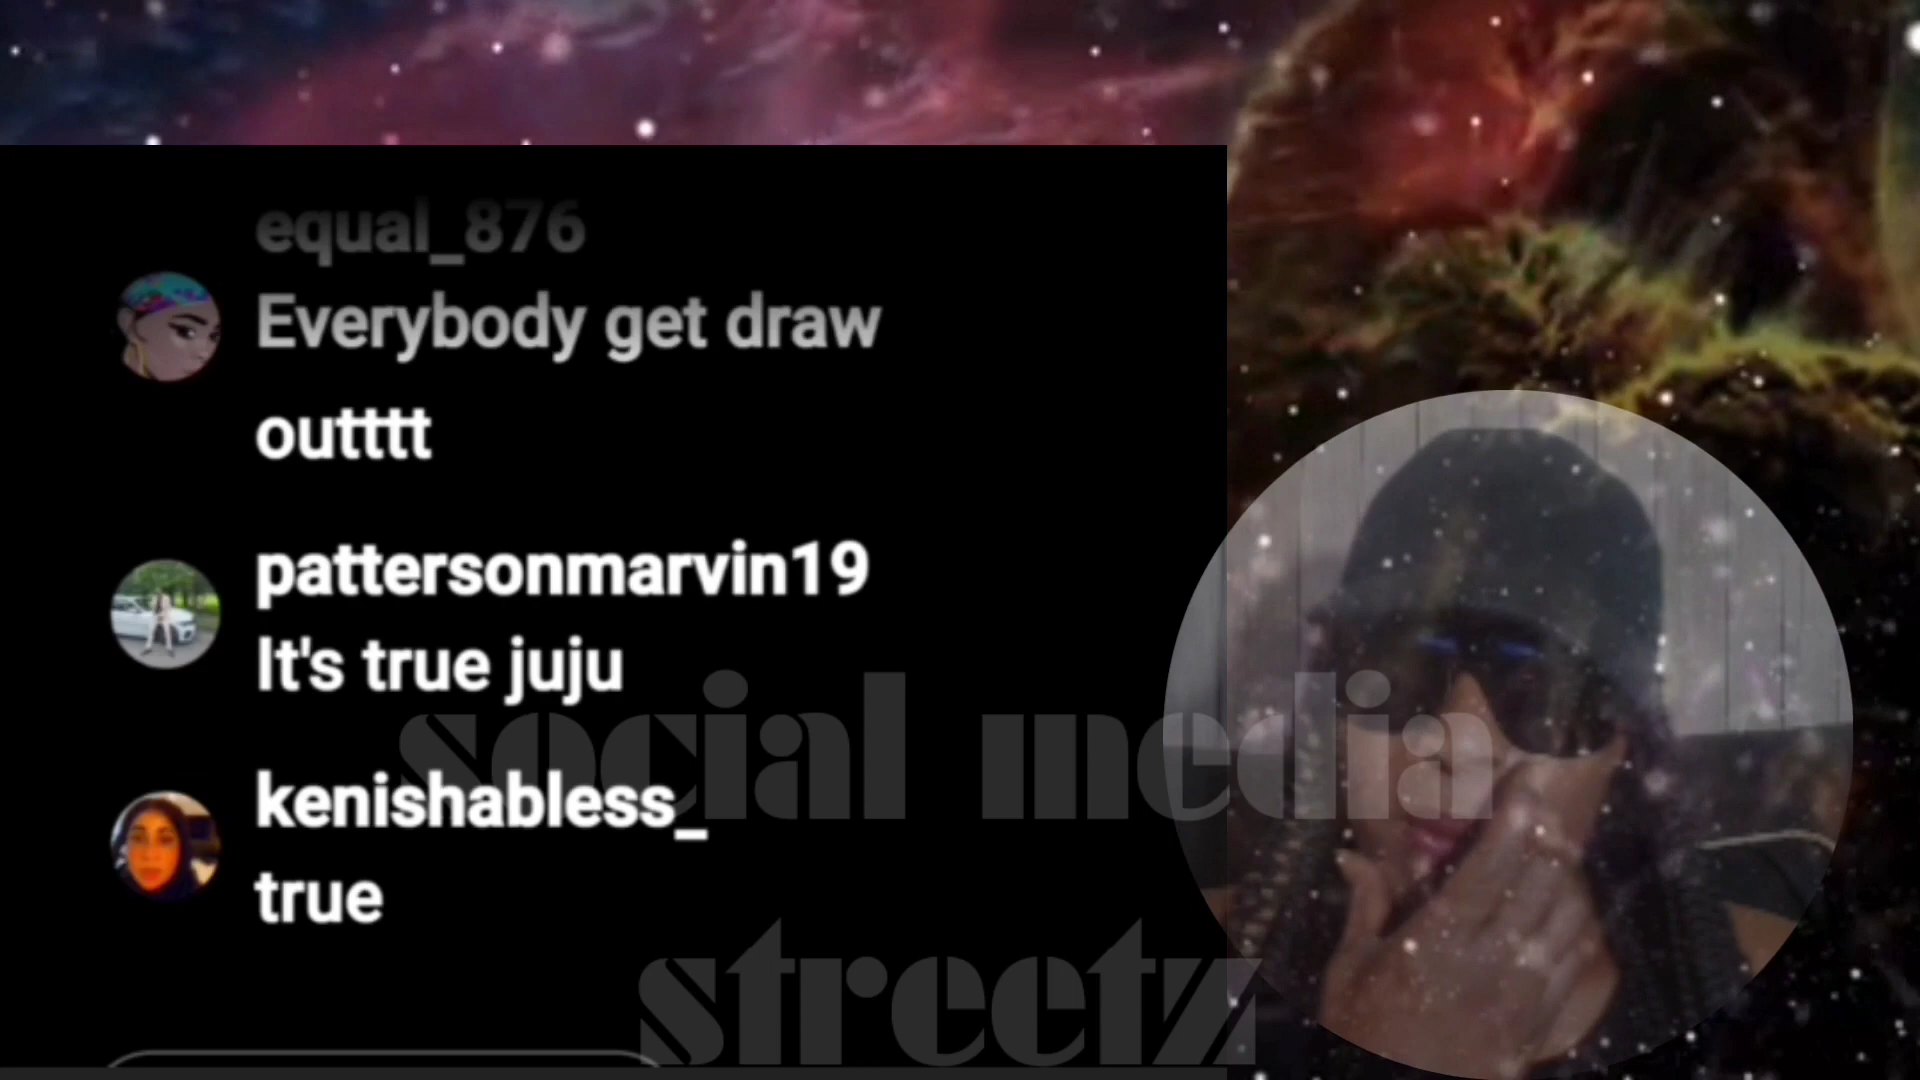 equal_876
Everybody get draw
outttt
pattersonmarvin19
It's true juju
kenishabless_
true
social media
streetz